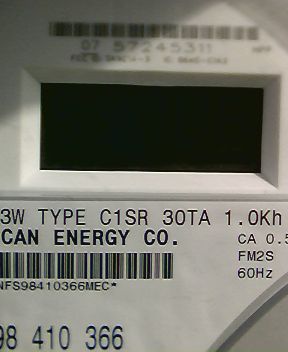 07 57245311
3W TYPE C1SR 30TA 1.0Kh
CAN ENERGY CO.
CA 0.5
FM2S
NFS98410366MEC*
60Hz
98 410 366